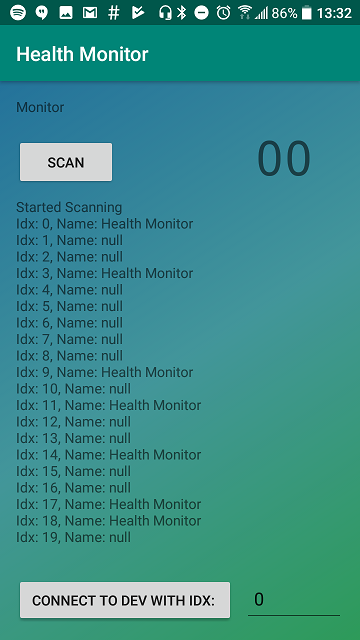 86% 13:32
Health Monitor
Monitor
SCAN
00
Started Scanning
Idx: 0, Name: Health Monitor
Idx: 1, Name: null
Idx: 2, Name: null
Idx: 3, Name: Health Monitor
Idx: 4, Name: null
Idx: 5, Name: null
Idx: 6, Name: null
Idx: 7, Name: null
Idx: 8, Name: null
Idx: 9, Name: Health Monitor
Idx: 10, Name: null
Idx: 11, Name: Health Monitor
Idx: 12, Name: null
Idx: 13, Name: null
Idx: 14, Name: Health Monitor
Idx: 15, Name: null
Idx: 16, Name: null
Idx: 17, Name: Health Monitor
Idx: 18, Name: Health Monitor
Idx: 19, Name: null
CONNECT TO DEV WITH IDX: 0